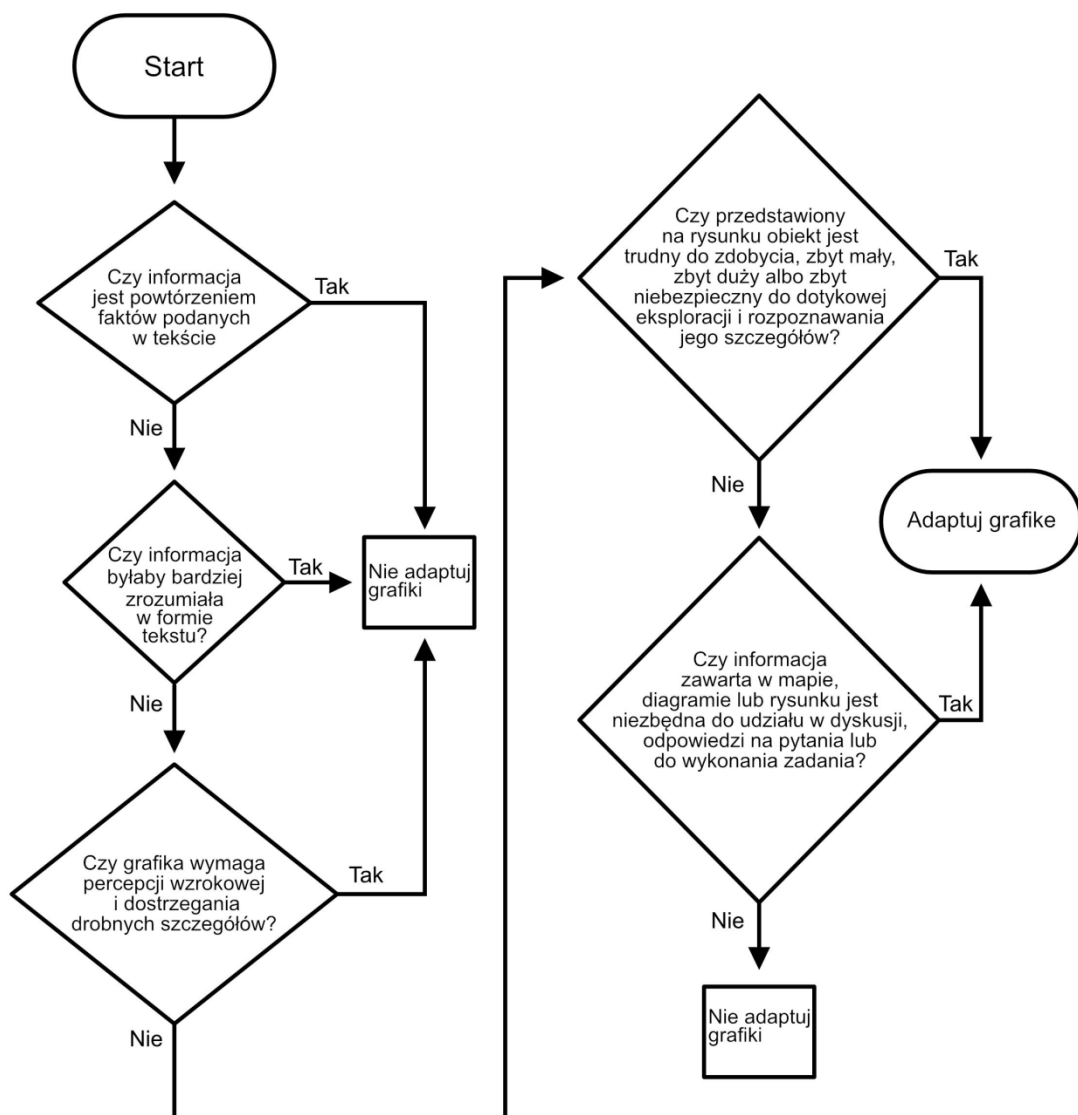 Start
Czy informacja
jest powtórzeniem
faktów podanych
w tekście
Tak
Nie
Czy informacja
byłaby bardziej
zrozumiała
w formie
tekstu?
Tak
Nie adaptuj
grafiki
Nie
Czy grafika wymaga
percepcji wzrokowej
i dostrzegania
drobnych szczegółów?
Tak
Nie
Czy przedstawiony
na rysunku obiekt jest
trudny do zdobycia, zbyt mały,
zbyt duży albo zbyt
niebezpieczny do dotykowej
eksploracji i rozpoznawania
jego szczegółów?
Tak
Nie
Adaptuj grafike
Czy informacja
zawarta w mapie,
diagramie lub rysunku jest
niezbędna do udziału w dyskusji,
odpowiedzi na pytania lub
do wykonania zadania?
Tak
Nie
Nie adaptuj
grafiki